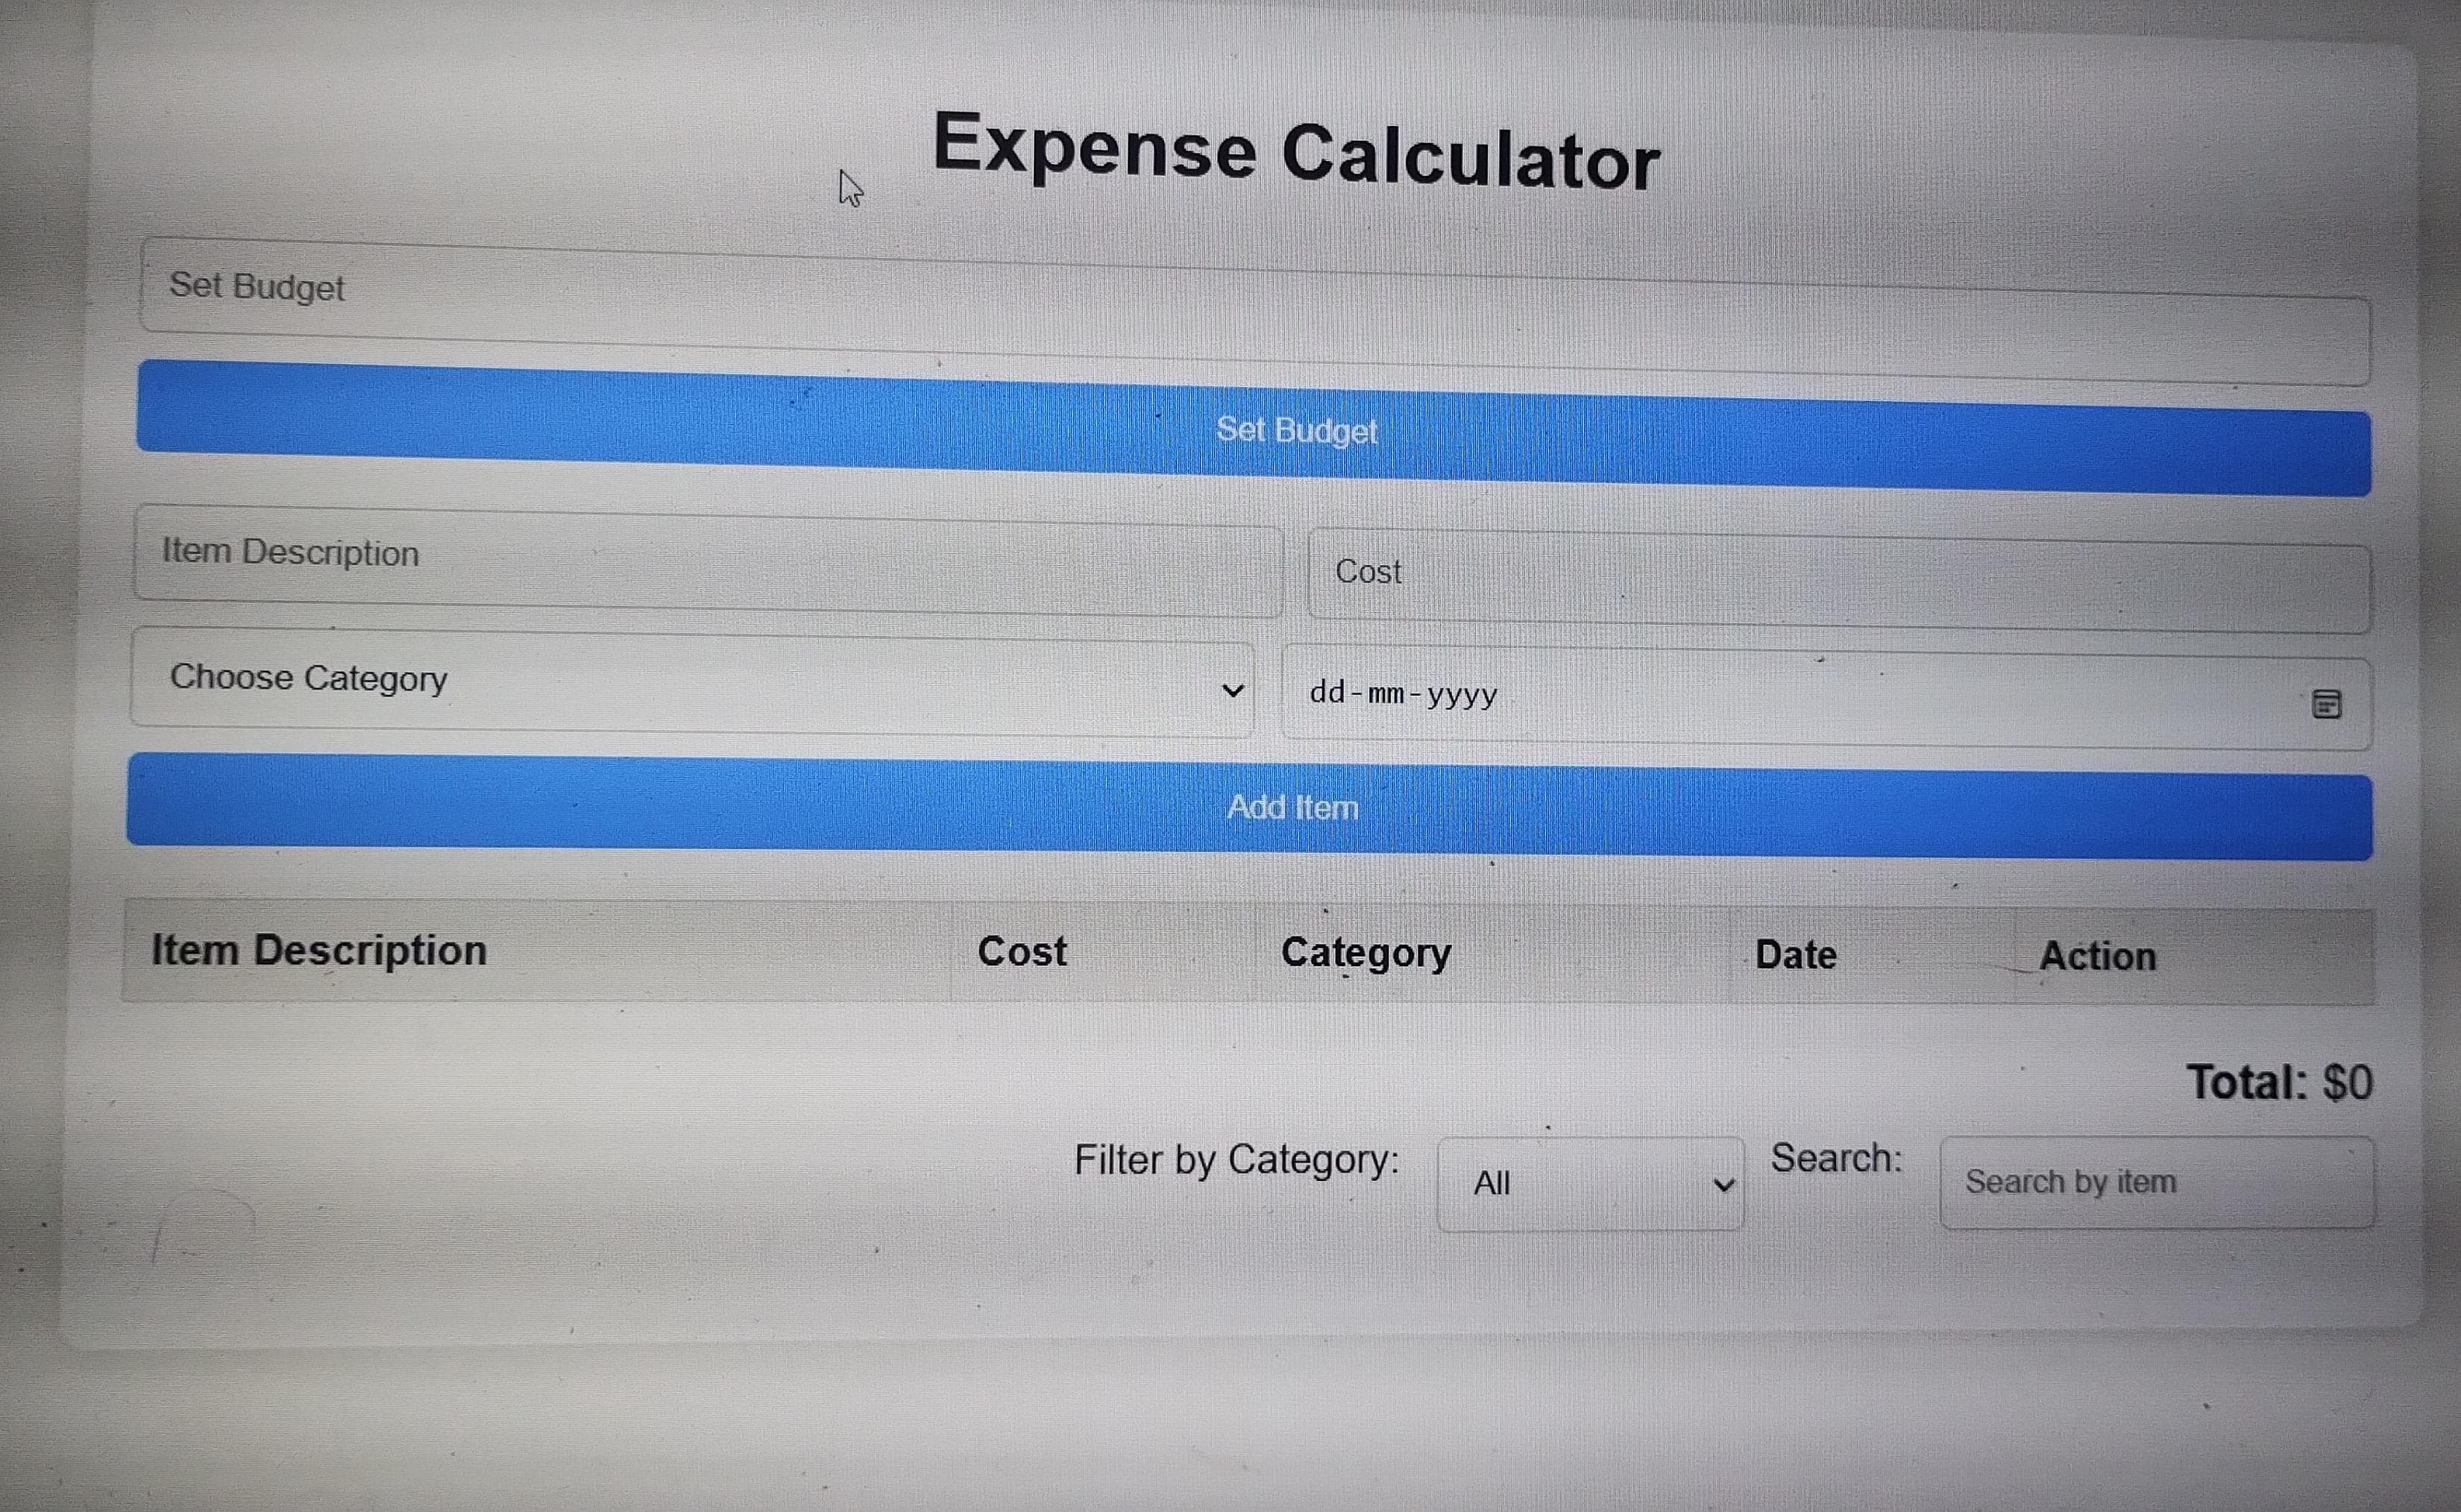 Expense Calculator
Set Budget
Set Budget
Item Description Cost
Choose Category dd-mm-yyyy
Add Item
Item Description Cost Category Date Action
Total: $0
Filter by Category: All Search: Search by item